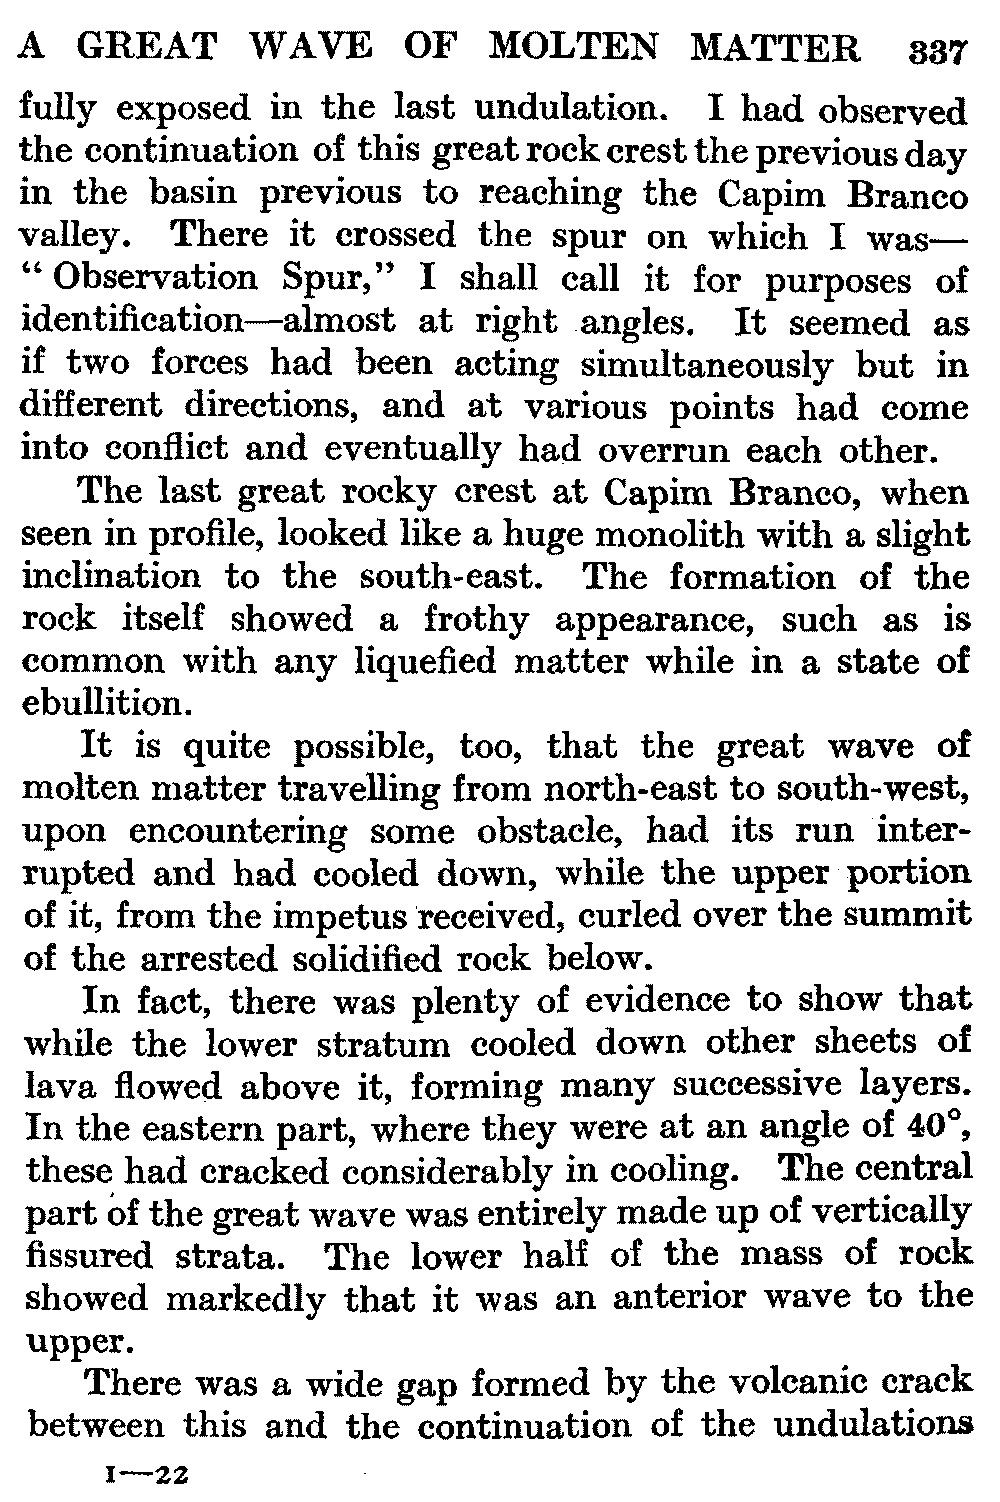 A GREAT WAVE OF MOLTEN MATTER 337
fully exposed in the last undulation. I had observed
the continuation of this great rock crest the previous day
in the basin previous to reaching the Capim Branco
valley. There it crossed the spur on which I was—
“Observation Spur,” I shall call it for purposes of
identification—almost at right angles. It seemed as
if two forces had been acting simultaneously but in
different directions, and at various points had come
into conflict and eventually had overrun each other.
The last great rocky crest at Capim Branco, when
seen in profile, looked like a huge monolith with a slight
inclination to the south-east. The formation of the
rock itself showed a frothy appearance, such as is
common with any liquefied matter while in a state of
ebullition.
It is quite possible, too, that the great wave of
molten matter travelling from north-east to south-west,
upon encountering some obstacle, had its run inter-
rupted and had cooled down, while the upper portion
of it, from the impetus received, curled over the summit
of the arrested solidified rock below.
In fact, there was plenty of evidence to show that
while the lower stratum cooled down other sheets of
lava flowed above it, forming many successive layers.
In the eastern part, where they were at an angle of 40°,
these had cracked considerably in cooling. The central
part of the great wave was entirely made up of vertically
fissured strata. The lower half of the mass of rock
showed markedly that it was an anterior wave to the
upper.
There was a wide gap formed by the volcanic crack
between this and the continuation of the undulations
I—22